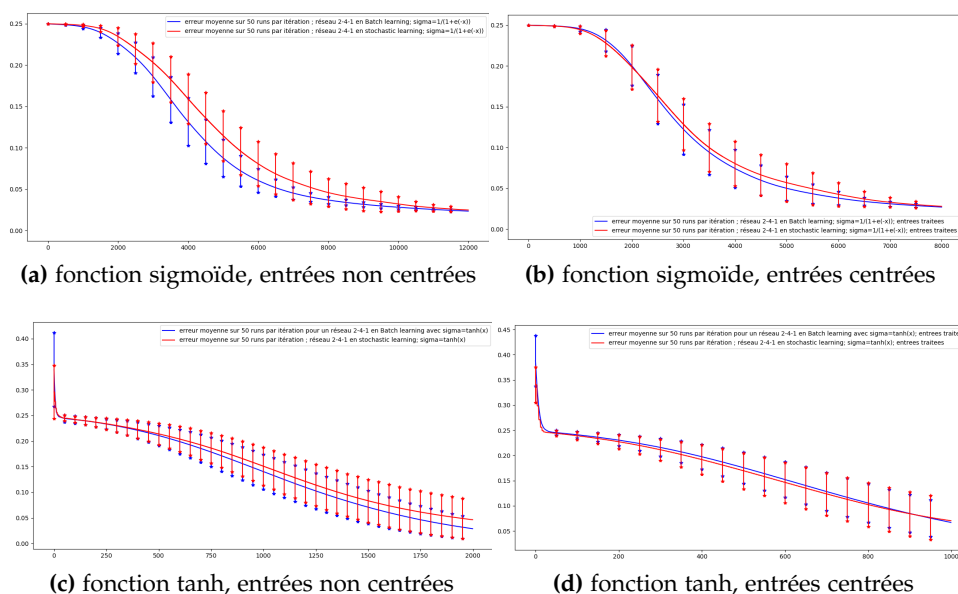 erreur moyenne sur 50 runs par itération ; réseau 2-4-1 en Batch learning, sigma=1/(1+e(-x))
erreur moyenne sur 50 runs par itération ; réseau 2-4-1 en stochastic learning; sigma=1/(1+e(-x))
0.25
0.20
0.15
0.10
0.05
0.00
0 2000 4000 6000 8000 10000 12000
(a) fonction sigmoïde, entrées non centrées
0.25
0.20
0.15
0.10
0.05
0.00
erreur moyenne sur 50 runs par itération ; réseau 2-4-1 en Batch learning; sigma=1/(1+e(-x)); entrees traitees
erreur moyenne sur 50 runs par itération ; réseau 2-4-1 en stochastic learning; sigma=1/(1+e(-x)); entrees traitees
0 1000 2000 3000 4000 5000 6000 7000 8000
(b) fonction sigmoïde, entrées centrées
erreur moyenne sur 50 runs par itération pour un réseau 2-4-1 en Batch learning avec sigma=tanh(x)
erreur moyenne sur 50 runs par itération ; réseau 2-4-1 en stochastic learning; sigma=tanh(x)
0.40
0.35
0.30
0.25
0.20
0.15
0.10
0.05
0.00
0 250 500 750 1000 1250 1500 1750 2000
(c) fonction tanh, entrées non centrées
erreur moyenne sur 50 runs par itération pour un réseau 2-4-1 en Batch learning avec sigma=tanh(x); entrees traite
erreur moyenne sur 50 runs par itération ; réseau 2-4-1 en stochastic learning; sigma=tanh(x); entrees traitees
0.45
0.40
0.35
0.30
0.25
0.20
0.15
0.10
0.05
0 200 400 600 800 1000
(d) fonction tanh, entrées centrées